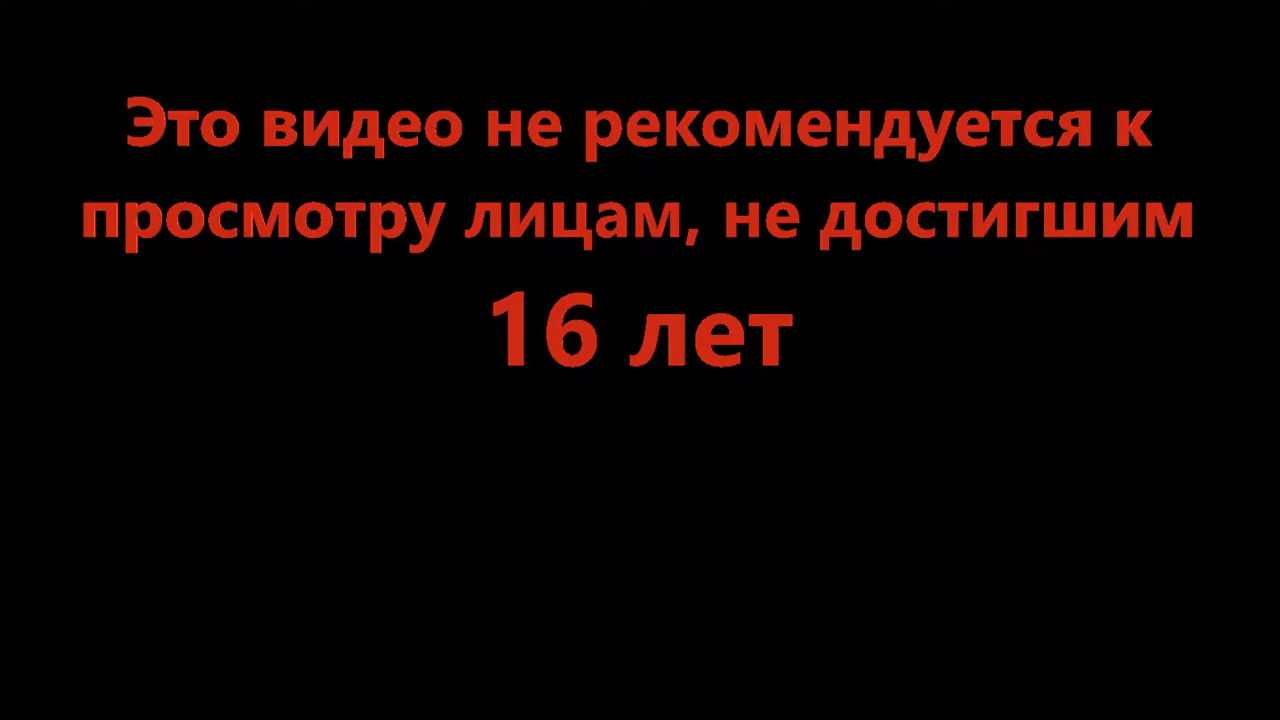 Это видео не рекомендуется к
просмотру лицам, не достигшим
16 лет